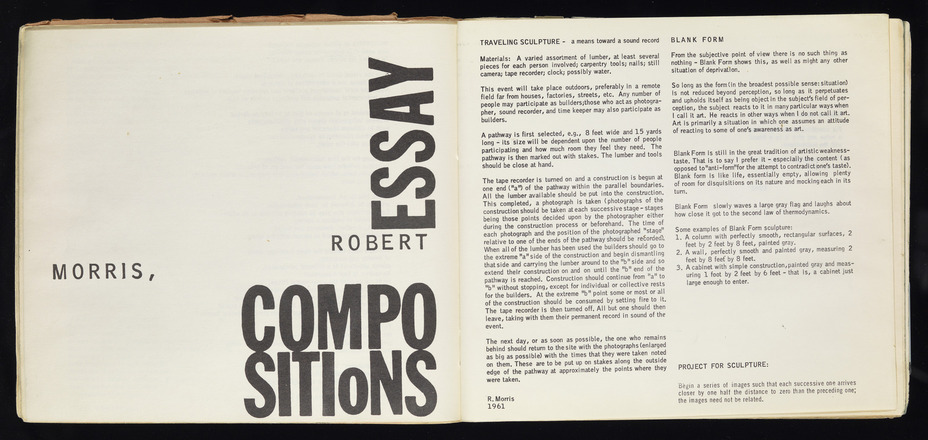 ESSAY
ROBERT
MORRIS,
COMPO
SITIoNS
TRAVELING SCULPTURE - a means toward a sound record
Materials: A varied assortment of lumber, at least several
pieces for each person involved; carpentry tools; nails; still
camera; tape recorder; clock; possibly water.
This event will take place outdoors, preferably in a remote
field far from houses, factories, streets, etc. Any number of
people may participate as builders;those who act as photogra-
pher, sound recorder, and time keeper may also participate as
builders.
A pathway is first selected, e.g., 8 feet wide and 15 yards
long - its size will be dependent upon the number of people
participating and how much room they feel they need. The
pathway is then marked out with stakes. The lumber and tools
should be close at hand.
The tape recorder is turned on and a construction is begun at
one end ("a") of the pathway within the parallel boundaries.
All the lumber available should be put into the construction.
This completed, a photograph is taken (photographs of the
construction should be taken at each successive stage - stages
being those points decided upon by the photographer either
during the construction process or beforehand. The time of
each photograph and the position of the photographed "stage"
relative to one of the ends of the pathway should be recorded).
When all of the lumber has been used the builders should go to
the extreme "a" side of the construction and begin dismantling
that side and carrying the lumber around to the "b" side and so
extend their construction on and on until the "b" end of the
pathway is reached. Construction should continue from "a" to
"b" without stopping, except for individual or collective rests
for the builders. At the extreme "b" point some or most or all
of the construction should be consumed by setting fire to it.
The tape recorder is then turned off. All but one should then
leave, taking with them their permanent record in sound of the
event.
The next day, or as soon as possible, the one who remains
behind should return to the site with the photographs (enlarged
as big as possible) with the times that they were taken noted
on them. These are to be put up on stakes along the outside
edge of the pathway at approximately the points where they
were taken.
R. Morris
1961
BLANK FORM
From the subjective point of view there is no such thing as
nothing - Blank Form shows this, as well as might any other
situation of deprivation.
So long as the form (in the broadest possible sense: situation)
is not reduced beyond perception, so long as it perpetuates
and upholds itself as being object in the subject's field of per-
ception, the subject reacts to it in many particular ways when
I call it art. He reacts in other ways when I do not call it art.
Art is primarily a situation in which one assumes an attitude
of reacting to some of one's awareness as art.
Blank Form is still in the great tradition of artistic weakness-
taste. That is to say I prefer it - especially the content (as
opposed to "anti-form" for the attempt to contradict one's taste).
Blank form is like life, essentially empty, allowing plenty
of room for disquisitions on its nature and mocking each in its
turn.
Blank Form slowly waves a large gray flag and laughs about
how close it got to the second law of thermodynamics.
Some examples of Blank Form sculpture:
1. A column with perfectly smooth, rectangular surfaces, 2
feet by 2 feet by 8 feet, painted gray.
2. A wall, perfectly smooth and painted gray, measuring 2
feet by 8 feet by 8 feet.
3. A cabinet with simple construction, painted gray and meas-
uring 1 foot by 2 feet by 6 feet - that is, a cabinet just
large enough to enter.
PROJECT FOR SCULPTURE:
Begin a series of images such that each successive one arrives
closer by one half the distance to zero than the preceding one;
the images need not be related.